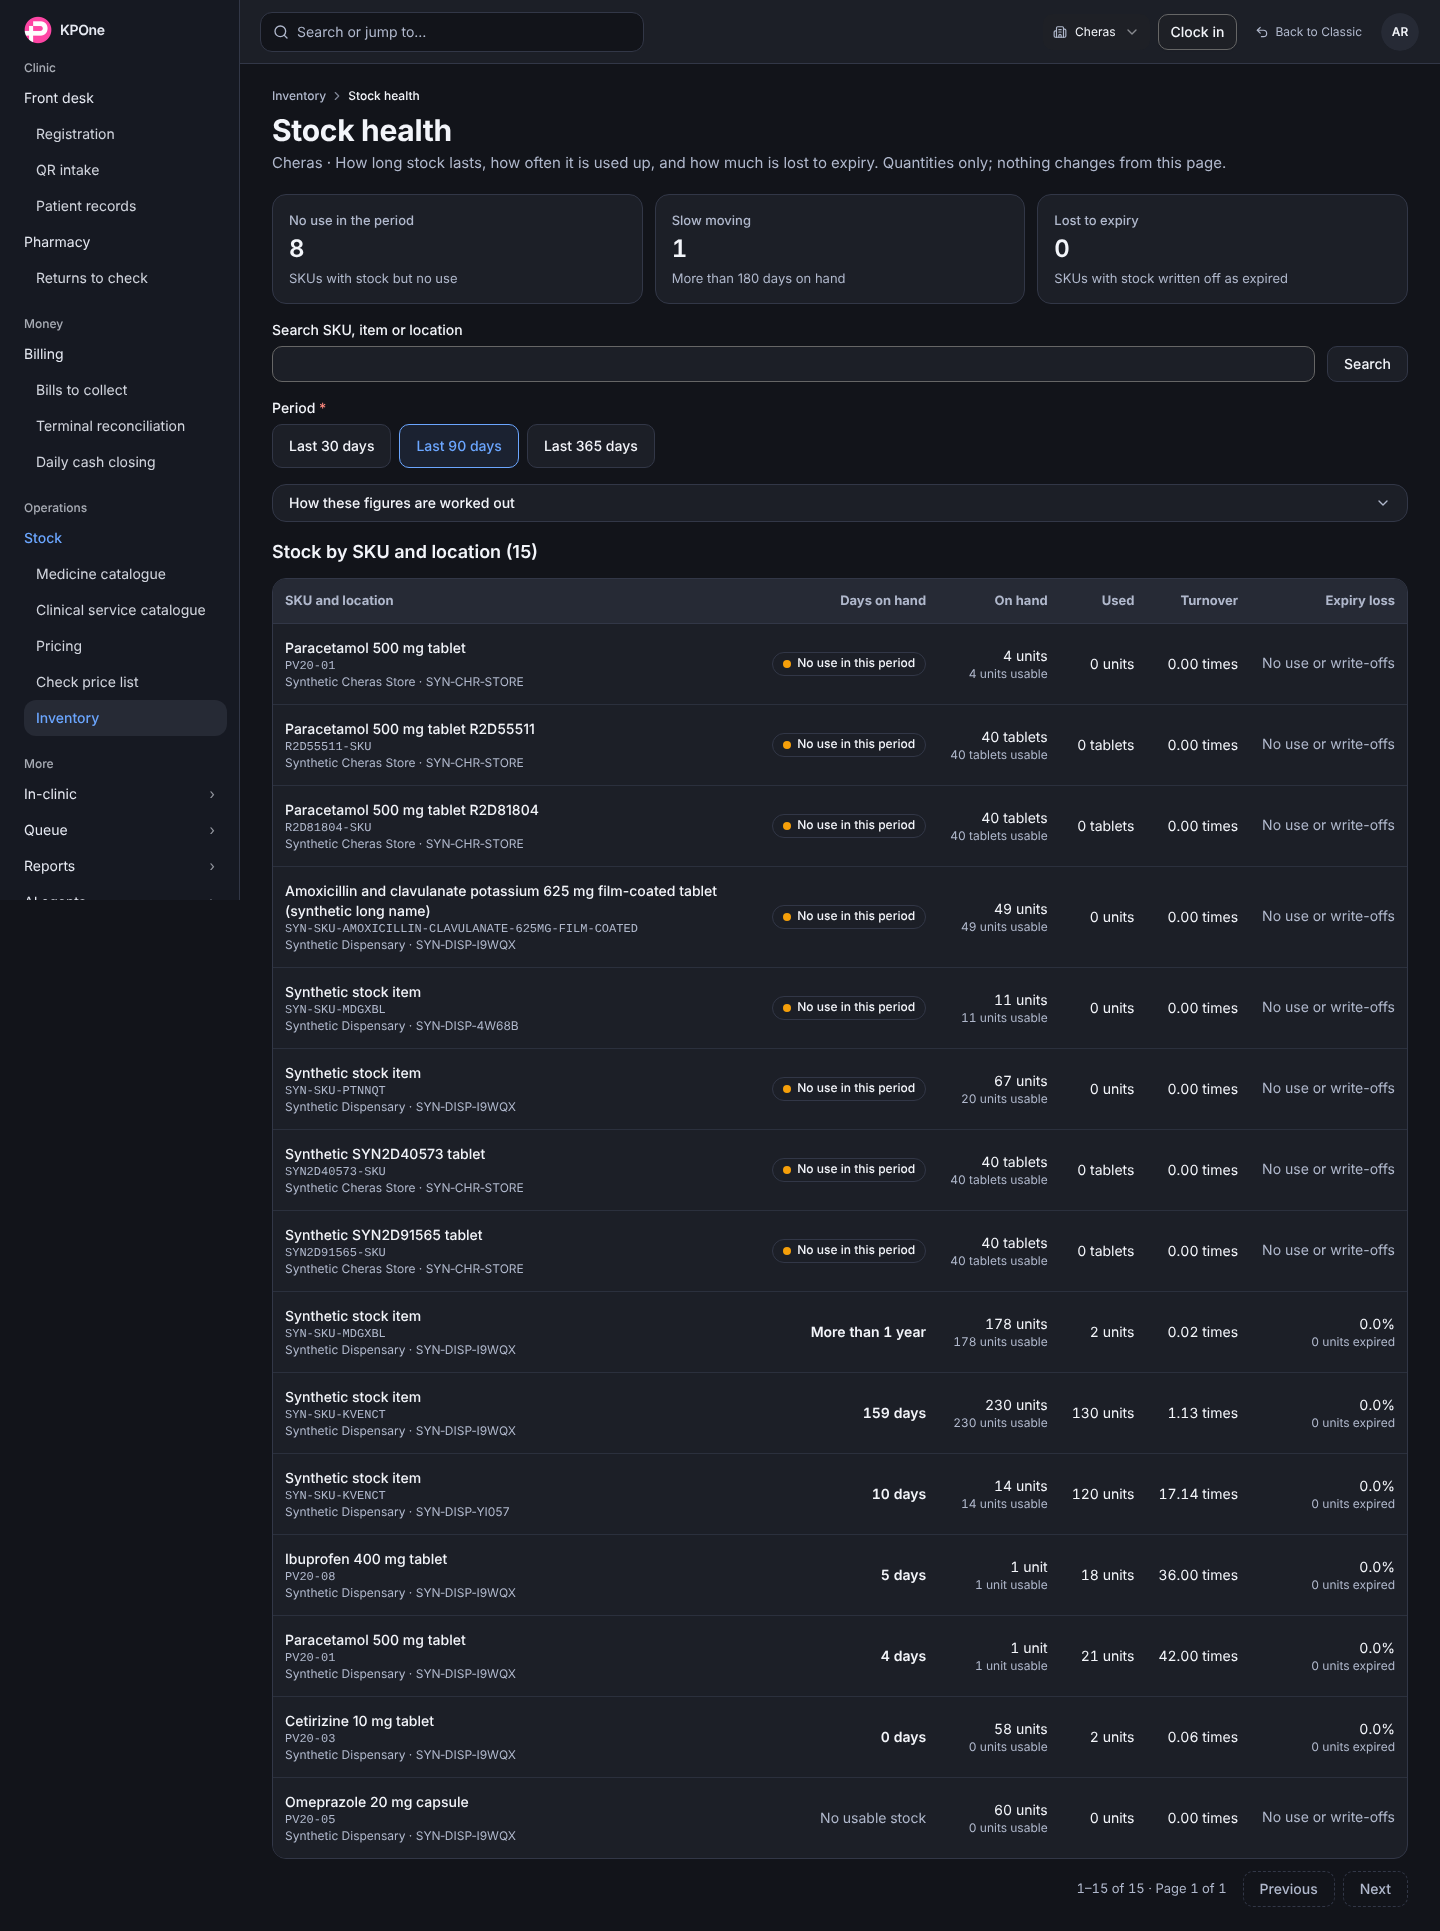 KPOne
Clinic
Front desk
Registration
QR intake
Patient records
Pharmacy
Returns to check
Money
Billing
Bills to collect
Terminal reconciliation
Daily cash closing
Operations
Stock
Medicine catalogue
Clinical service catalogue
Pricing
Check price list
Inventory
More
In-clinic
Queue
Reports
Search or jump to...
Cheras
Clock in
Back to Classic
AR
Inventory > Stock health
Stock health
Cheras · How long stock lasts, how often it is used up, and how much is lost to expiry. Quantities only; nothing changes from this page.
No use in the period
8
SKUs with stock but no use
Slow moving
1
More than 180 days on hand
Lost to expiry
0
SKUs with stock written off as expired
Search SKU, item or location
Search
Period *
Last 30 days
Last 90 days
Last 365 days
How these figures are worked out
Stock by SKU and location (15)
SKU and location Days on hand On hand Used Turnover Expiry loss
Paracetamol 500 mg tablet
PV20-01
Synthetic Cheras Store · SYN-CHR-STORE
No use in this period
4 units
4 units usable
0 units
0.00 times
No use or write-offs
Paracetamol 500 mg tablet R2D55511
R2D55511-SKU
Synthetic Cheras Store · SYN-CHR-STORE
No use in this period
40 tablets
40 tablets usable
0 tablets
0.00 times
No use or write-offs
Paracetamol 500 mg tablet R2D81804
R2D81804-SKU
Synthetic Cheras Store · SYN-CHR-STORE
No use in this period
40 tablets
40 tablets usable
0 tablets
0.00 times
No use or write-offs
Amoxicillin and clavulanate potassium 625 mg film-coated tablet
(synthetic long name)
SYN-SKU-AMOXICILLIN-CLAVULANATE-625MG-FILM-COATED
Synthetic Dispensary · SYN-DISP-I9WQX
No use in this period
49 units
49 units usable
0 units
0.00 times
No use or write-offs
Synthetic stock item
SYN-SKU-MDGXBL
Synthetic Dispensary · SYN-DISP-4W68B
No use in this period
11 units
11 units usable
0 units
0.00 times
No use or write-offs
Synthetic stock item
SYN-SKU-PTNNQT
Synthetic Dispensary · SYN-DISP-I9WQX
No use in this period
67 units
20 units usable
0 units
0.00 times
No use or write-offs
Synthetic SYN2D40573 tablet
SYN2D40573-SKU
Synthetic Cheras Store · SYN-CHR-STORE
No use in this period
40 tablets
40 tablets usable
0 tablets
0.00 times
No use or write-offs
Synthetic SYN2D91565 tablet
SYN2D91565-SKU
Synthetic Cheras Store · SYN-CHR-STORE
No use in this period
40 tablets
40 tablets usable
0 tablets
0.00 times
No use or write-offs
Synthetic stock item
SYN-SKU-MDGXBL
Synthetic Dispensary · SYN-DISP-I9WQX
More than 1 year
178 units
178 units usable
2 units
0.02 times
0.0%
0 units expired
Synthetic stock item
SYN-SKU-KVENCT
Synthetic Dispensary · SYN-DISP-I9WQX
159 days
230 units
230 units usable
130 units
1.13 times
0.0%
0 units expired
Synthetic stock item
SYN-SKU-KVENCT
Synthetic Dispensary · SYN-DISP-YI057
10 days
14 units
14 units usable
120 units
17.14 times
0.0%
0 units expired
Ibuprofen 400 mg tablet
PV20-08
Synthetic Dispensary · SYN-DISP-I9WQX
5 days
1 unit
1 unit usable
18 units
36.00 times
0.0%
0 units expired
Paracetamol 500 mg tablet
PV20-01
Synthetic Dispensary · SYN-DISP-I9WQX
4 days
1 unit
1 unit usable
21 units
42.00 times
0.0%
0 units expired
Cetirizine 10 mg tablet
PV20-03
Synthetic Dispensary · SYN-DISP-I9WQX
0 days
58 units
0 units usable
2 units
0.06 times
0.0%
0 units expired
Omeprazole 20 mg capsule
PV20-05
Synthetic Dispensary · SYN-DISP-I9WQX
No usable stock
60 units
0 units usable
0 units
0.00 times
No use or write-offs
1–15 of 15 · Page 1 of 1
Previous
Next